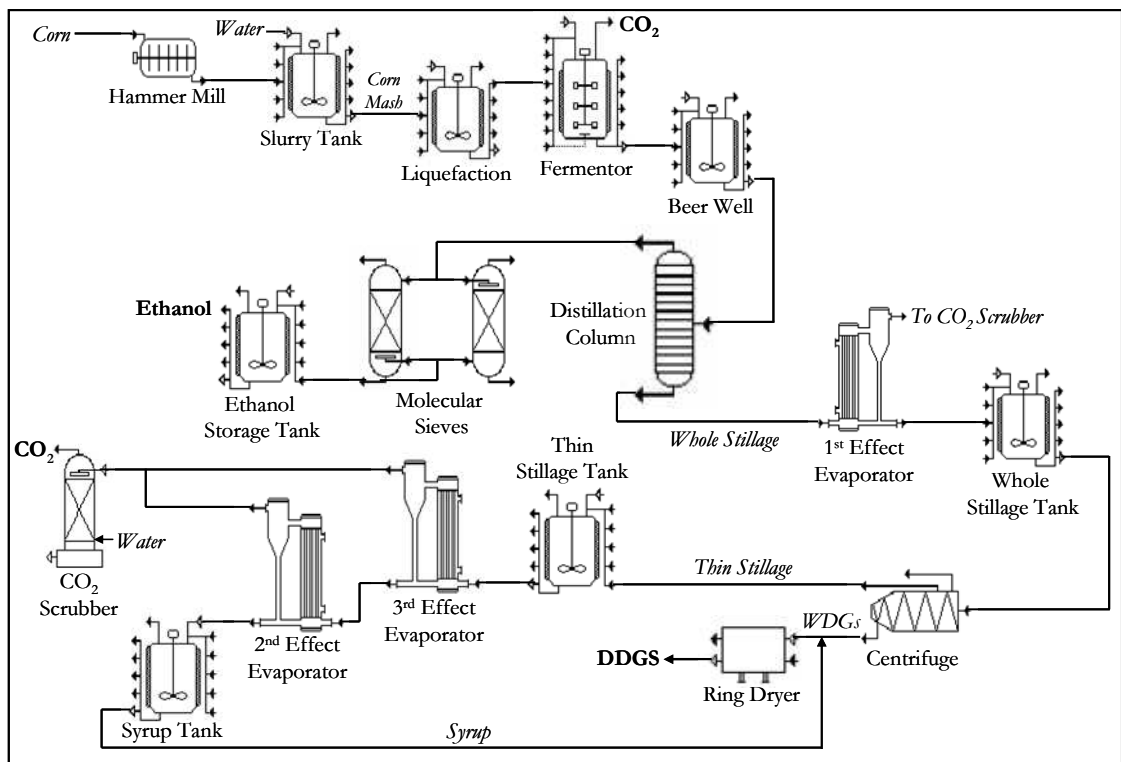 Corn
Hammer Mill
Water
Slurry Tank
Corn
Mash
Liquefaction
CO2
Fermentor
Beer Well
Ethanol
Ethanol
Storage Tank
Molecular
Sieves
Distillation
Column
Whole Stillage
To CO2 Scrubber
1st Effect
Evaporator
Whole
Stillage Tank
CO2
Water
CO2
Scrubber
2nd Effect
Evaporator
3rd Effect
Evaporator
Thin
Stillage Tank
Thin Stillage
WDGs
Centrifuge
DDGS
Ring Dryer
Syrup Tank
Syrup